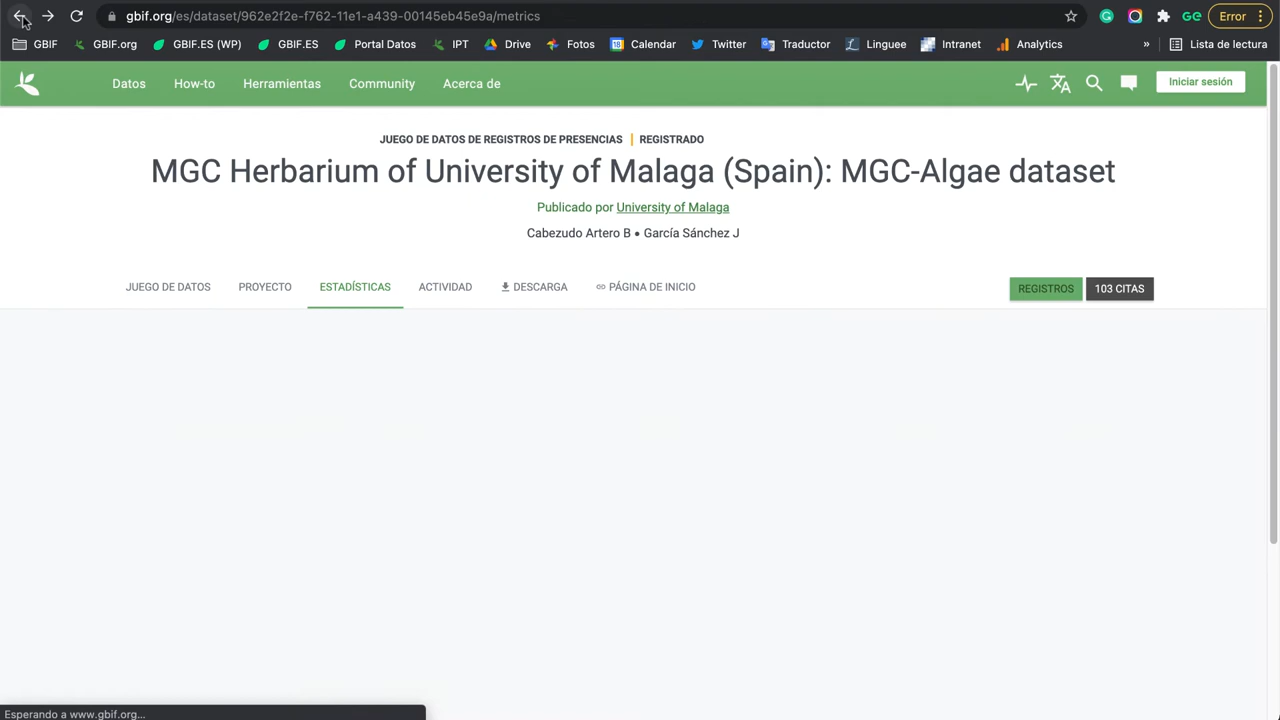 gbif.org/es/dataset/962e2f2e-f762-11e1-a439-00145eb45e9a/metrics GE Error
GBIF GBIF.org GBIF.ES (WP) GBIF.ES Portal Datos IPT Drive Fotos 18 Calendar Twitter Traductor Linguee Intranet Analytics » Lista de lectura
Datos How-to Herramientas Community Acerca de Iniciar sesión
JUEGO DE DATOS DE REGISTROS DE PRESENCIAS | REGISTRADO
MGC Herbarium of University of Malaga (Spain): MGC-Algae dataset
Publicado por University of Malaga
Cabezudo Artero B • García Sánchez J
JUEGO DE DATOS PROYECTO ESTADÍSTICAS ACTIVIDAD DESCARGA PÁGINA DE INICIO REGISTROS 103 CITAS
Esperando a www.gbif.org...